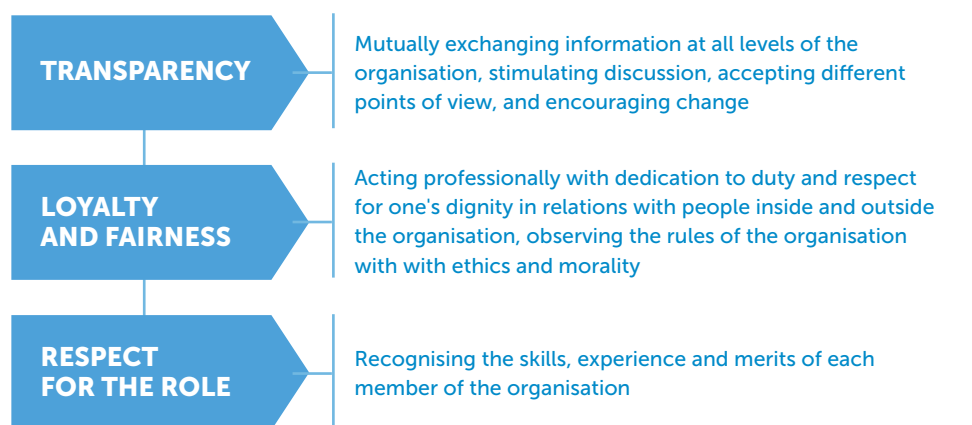 TRANSPARENCY
Mutually exchanging information at all levels of the
organisation, stimulating discussion, accepting different
points of view, and encouraging change
LOYALTY
AND FAIRNESS
Acting professionally with dedication to duty and respect
for one's dignity in relations with people inside and outside
the organisation, observing the rules of the organisation
with with ethics and morality
RESPECT
FOR THE ROLE
Recognising the skills, experience and merits of each
member of the organisation